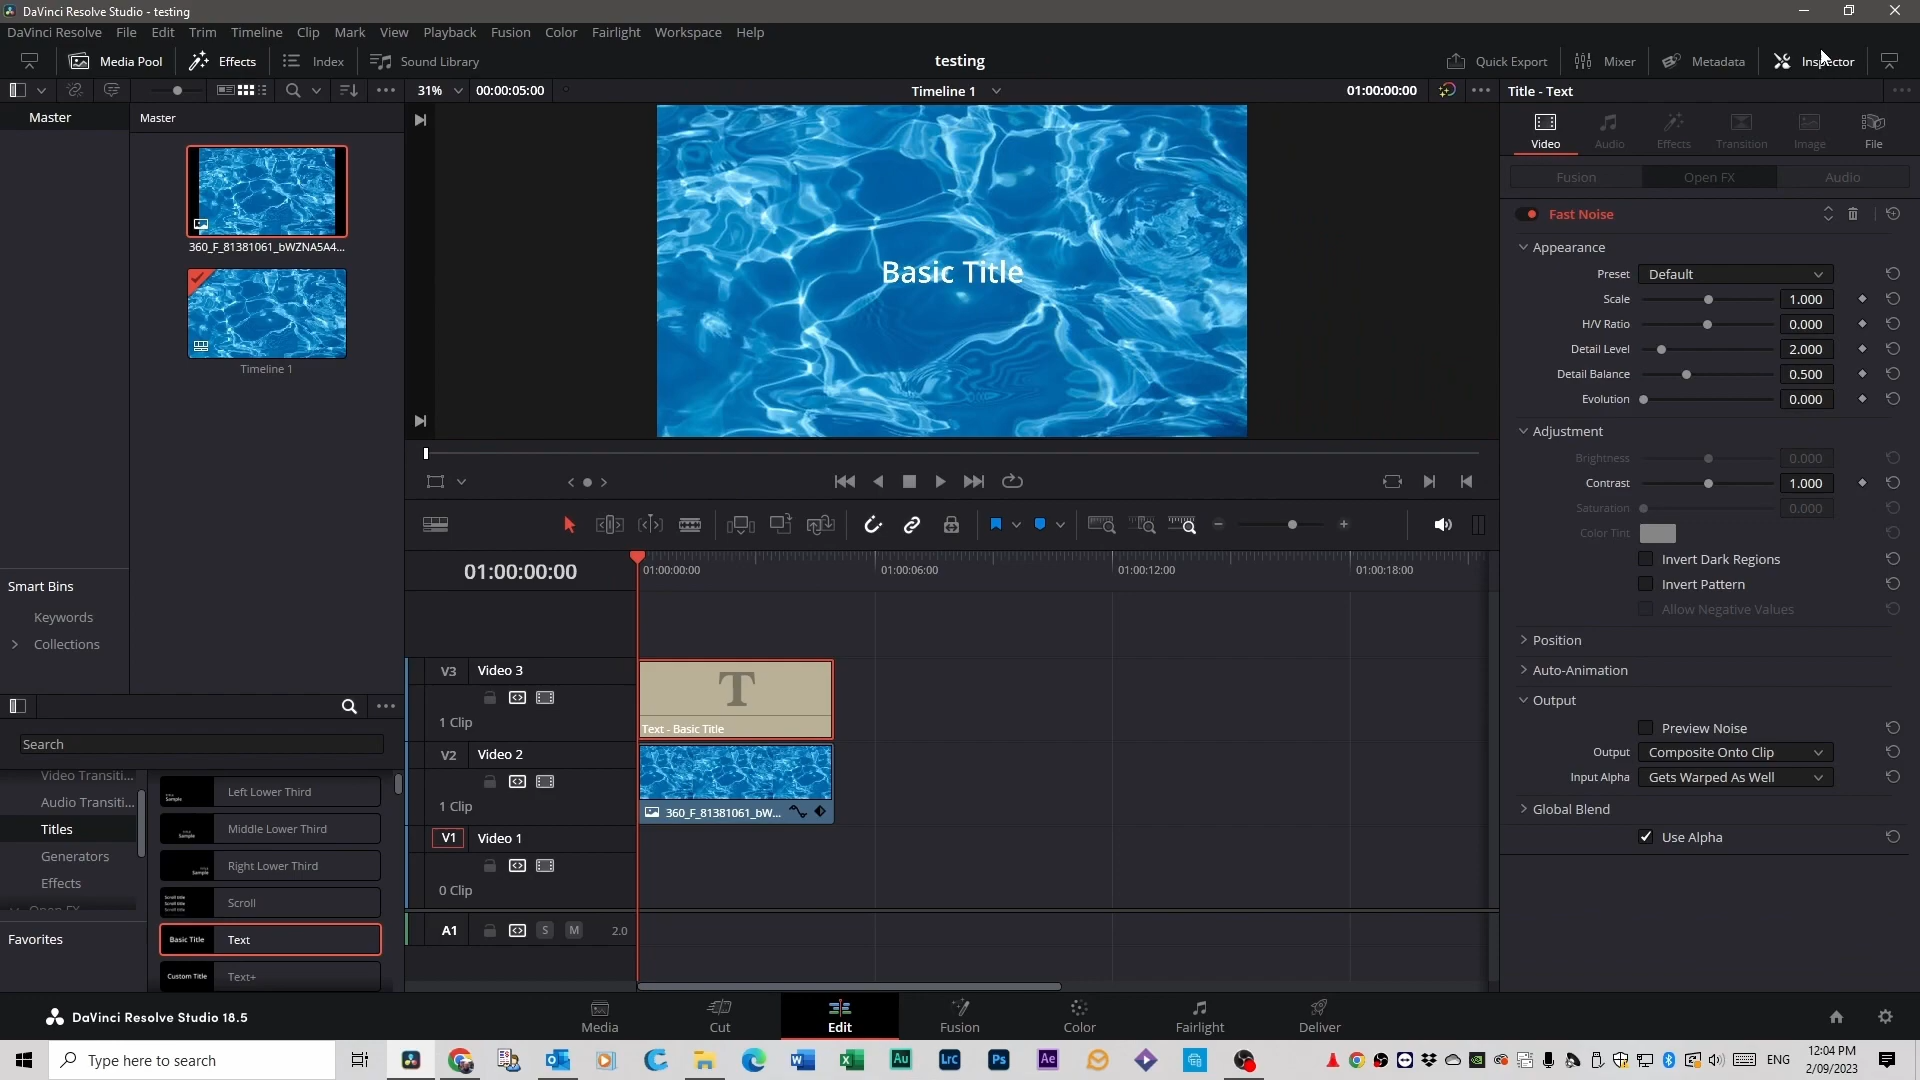 DaVinci Resolve Studio - testing
DaVinci Resolve File Edit Trim Timeline Clip Mark View Playback Fusion Color Fairlight Workspace Help
Media Pool Effects Index Sound Library testing Quick Export Mixer Metadata Inspector
31% 00:00:05:00 Timeline 1 01:00:00:00 Title - Text
Master Master
360_F_81381061_bWZNA5A4...
Timeline 1
Basic Title
Video Audio Effects Transition Image File
Fusion Open FX Audio
Fast Noise
Appearance
Preset Default
Scale 1.000
H/V Ratio 0.000
Detail Level 2.000
Detail Balance 0.500
Evolution 0.000
Adjustment
Brightness 0.000
Contrast 1.000
Saturation 0.000
Color Tint
Invert Dark Regions
Invert Pattern
Allow Negative Values
Position
Auto-Animation
Output
Preview Noise
Output Composite Onto Clip
Input Alpha Gets Warped As Well
Global Blend
Use Alpha
01:00:00:00 01:00:00:00 01:00:06:00 01:00:12:00 01:00:18:00
V3 Video 3
1 Clip
Text - Basic Title
V2 Video 2
1 Clip
360_F_81381061_bW...
V1 Video 1
0 Clip
A1 S M 2.0
Smart Bins
Keywords
Collections
Search
Video Transiti...
Audio Transiti...
Titles
Generators
Effects
Open FX
Favorites
Left Lower Third
Middle Lower Third
Right Lower Third
Scroll
Basic Title Text
Custom Title Text+
DaVinci Resolve Studio 18.5
Media Cut Edit Fusion Color Fairlight Deliver
Type here to search
Au Lrc Ps Ae
ENG
12:04 PM
2/09/2023